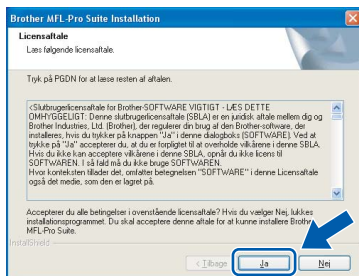 Brother MFL-Pro Suite Installation
Licensaftale
Læs følgende licensaftale.
Tryk på PGDN for at læse resten af aftalen.
<Slutbrugerlicensaftale for Brother-SOFTWARE VIGTIGT - LÆS DETTE
OMHYGGELIGT: Denne slutbrugerlicensaftale (SBLA) er en juridisk aftale mellem dig og
Brother Industries, Ltd. (Brother), der regulerer din brug af den Brother-software, der
installeres, hvis du trykker på knappen "Ja" i denne dialogboks (SOFTWARE). Ved at
trykke på "Ja" accepterer du, at du er forpligtet til at overholde vilkårene i denne SBLA.
Hvis du ikke kan acceptere vilkårene i denne SBLA, opnår du ikke licens til
SOFTWAREN. I så fald må du ikke bruge SOFTWAREN.
Hvor konteksten tillader det, omfatter betegnelsen "SOFTWARE" i denne Licensaftale
også det medie, som den er lagret på.
Accepterer du alle betingelser i ovenstående licensaftale? Hvis du vælger Nej, lukkes
installationsprogrammet. Du skal acceptere denne aftale for at kunne installere Brother
MFL-Pro Suite.
InstallShield
< Tilbage
Ja
Nej